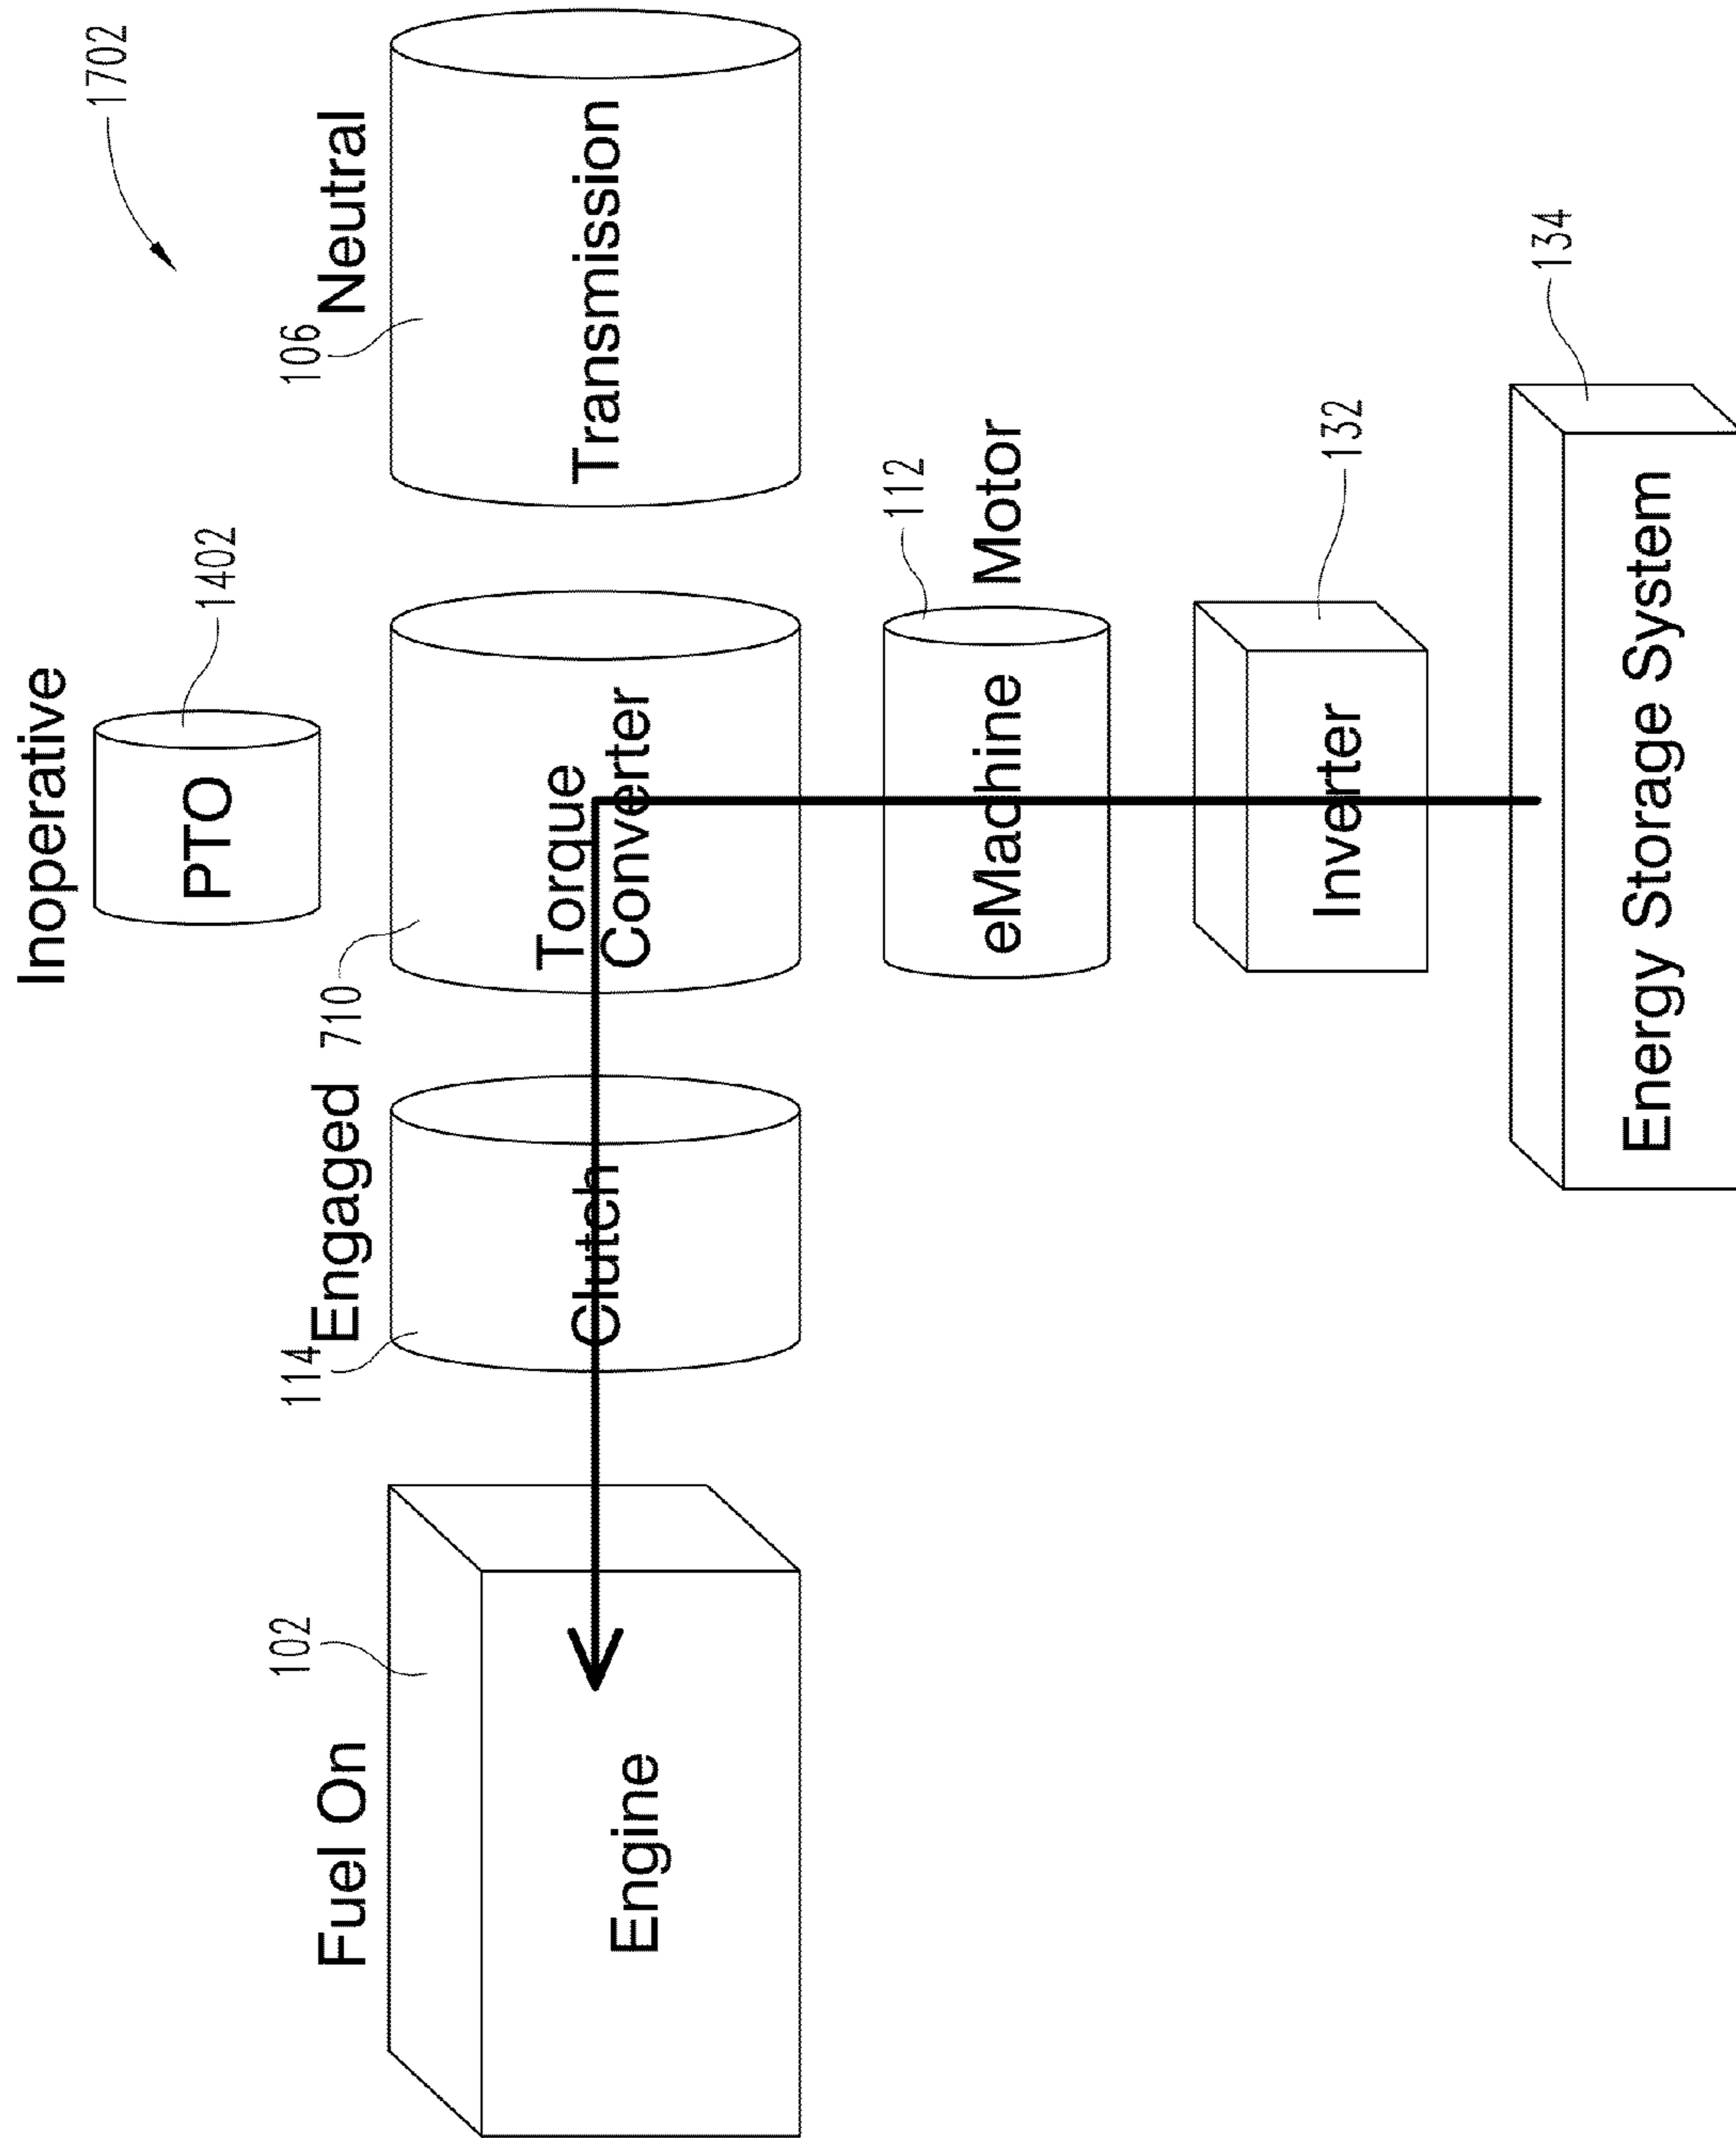 1702
Inoperative
PTO
1402
Fuel On
102
Engine
Engaged
114
Clutch
710
Torque
Converter
Neutral
106
Transmission
eMachine
112
Motor
Inverter
132
Energy Storage System
134